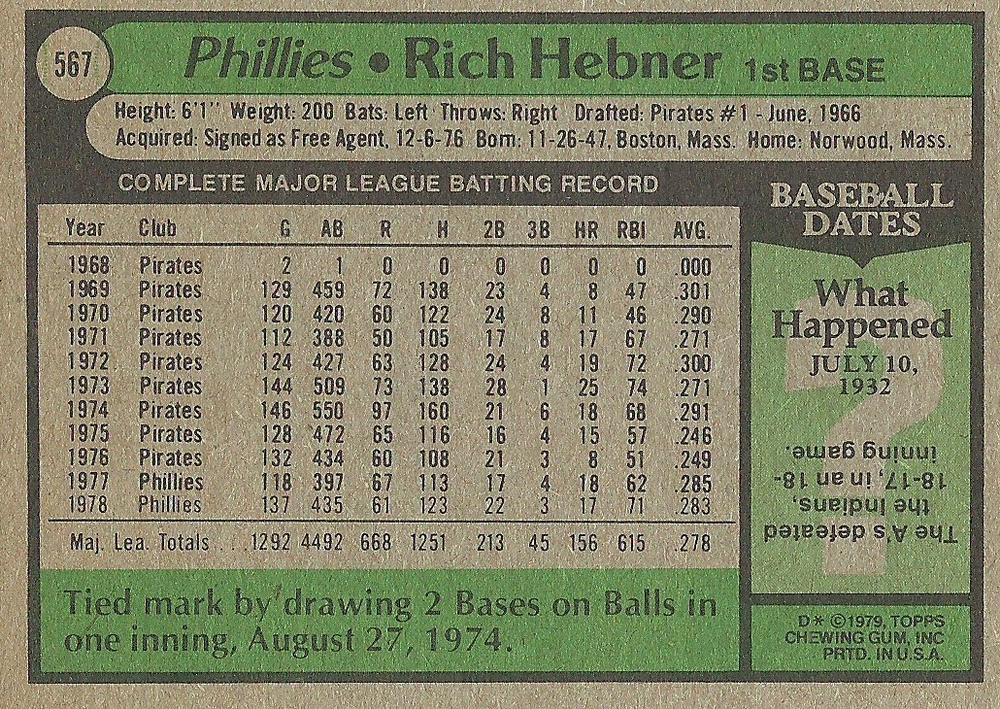 567
Phillies • Rich Hebner 1st BASE
Height: 6'1" Weight: 200 Bats: Left Throws: Right Drafted: Pirates #1 - June, 1966
Acquired: Signed as Free Agent, 12-6-76 Born: 11-26-47, Boston, Mass. Home: Norwood, Mass.
COMPLETE MAJOR LEAGUE BATTING RECORD
Year Club G AB R H 2B 3B HR RBI AVG.
1968 Pirates 2 1 0 0 0 0 0 0 .000
1969 Pirates 129 459 72 138 23 4 8 47 .301
1970 Pirates 120 420 60 122 24 8 11 46 .290
1971 Pirates 112 388 50 105 17 8 17 67 .271
1972 Pirates 124 427 63 128 24 4 19 72 .300
1973 Pirates 144 509 73 138 28 1 25 74 .271
1974 Pirates 146 550 97 160 21 6 18 68 .291
1975 Pirates 128 472 65 116 16 4 15 57 .246
1976 Pirates 132 434 60 108 21 3 8 51 .249
1977 Phillies 118 397 67 113 17 4 18 62 .285
1978 Phillies 137 435 61 123 22 3 17 71 .283
Maj. Lea. Totals . . . 1292 4492 668 1251 213 45 156 615 .278
Tied mark by drawing 2 Bases on Balls in
one inning, August 27, 1974.
BASEBALL
DATES
What
Happened
JULY 10,
1932
The A's defeated
the Indians,
18-17, in an 18-
inning game.
D* ©1979, TOPPS
CHEWING GUM, INC
PRTD. IN U.S.A.